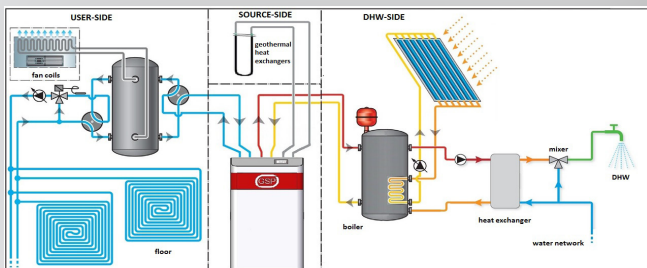 USER-SIDE
SOURCE-SIDE
DHW-SIDE
fan coils
geothermal
heat
exchangers
GSP
boiler
floor
heat exchanger
mixer
DHW
water network